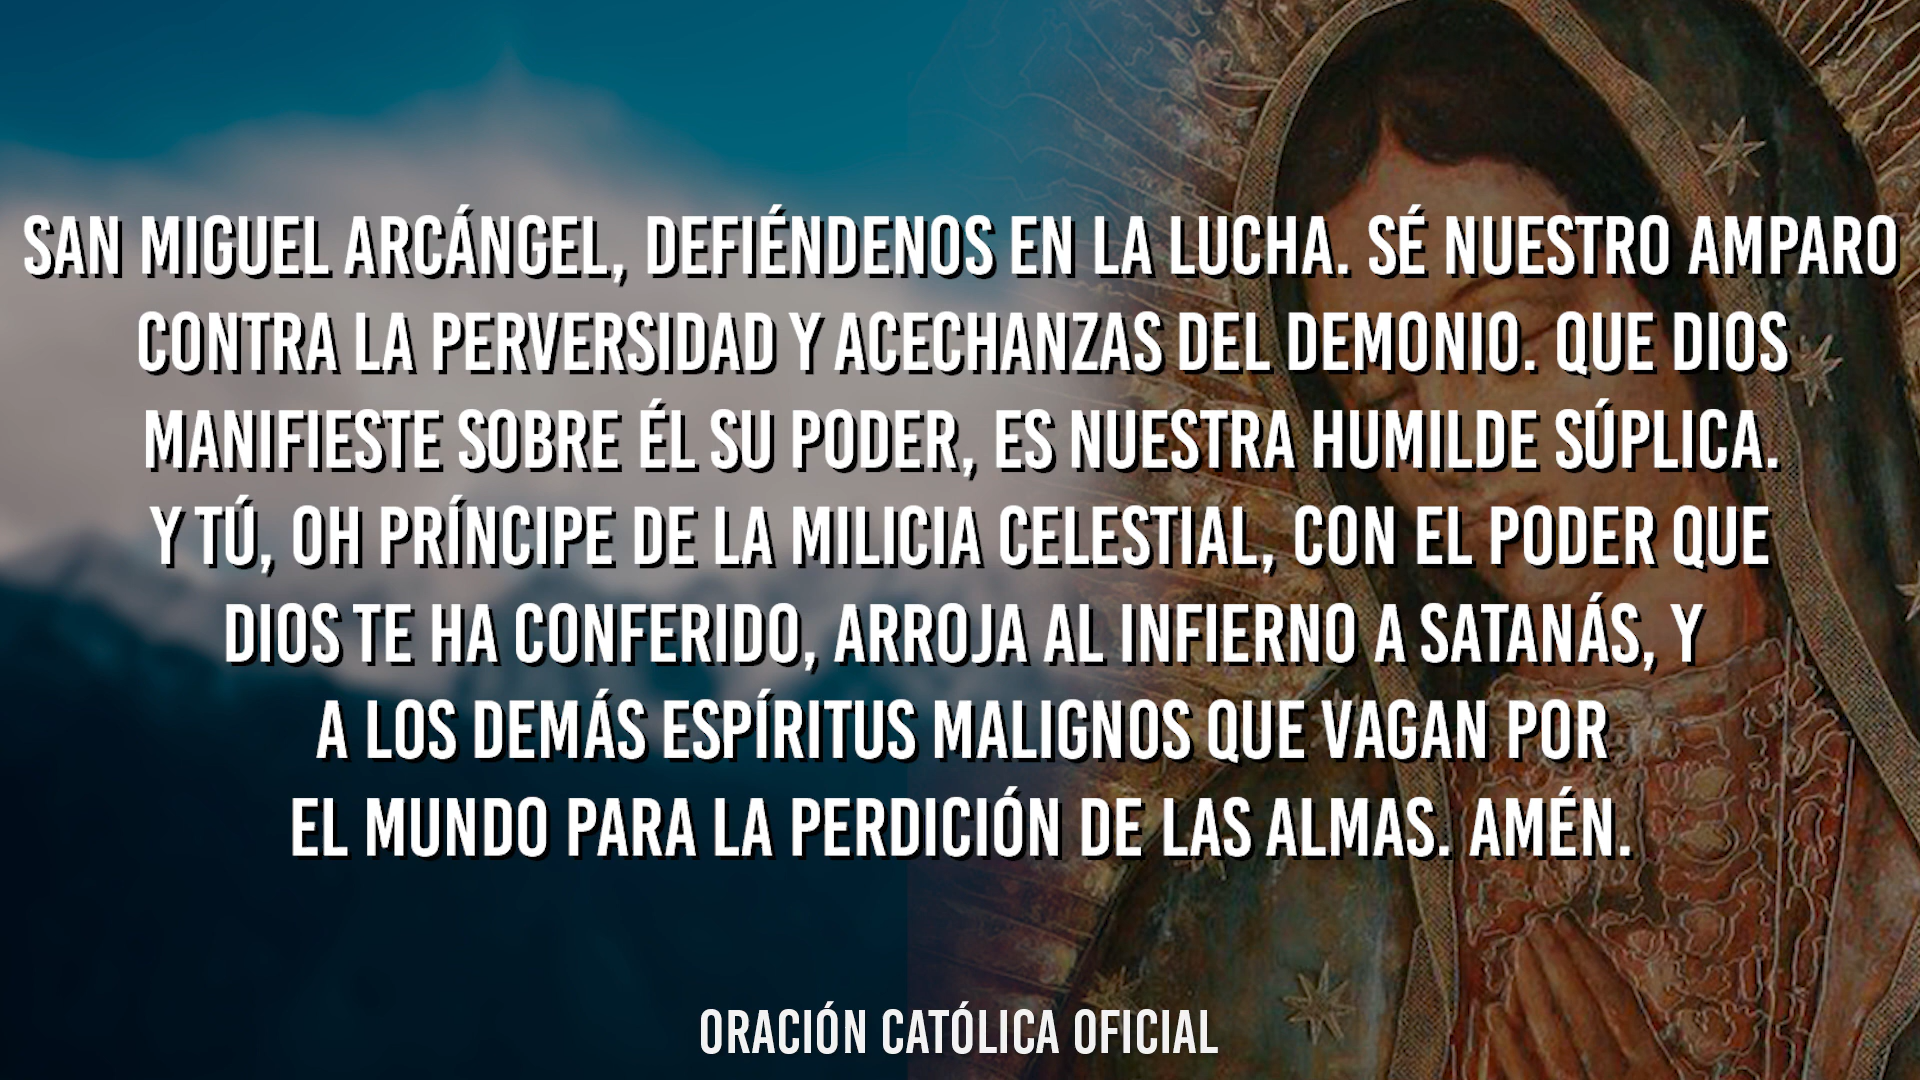 SAN MIGUEL ARCÁNGEL, DEFIÉNDENOS EN LA LUCHA. SÉ NUESTRO AMPARO
CONTRA LA PERVERSIDAD Y ACECHANZAS DEL DEMONIO. QUE DIOS
MANIFIESTE SOBRE ÉL SU PODER, ES NUESTRA HUMILDE SÚPLICA.
Y TÚ, OH PRÍNCIPE DE LA MILICIA CELESTIAL, CON EL PODER QUE
DIOS TE HA CONFERIDO, ARROJA AL INFIERNO A SATANÁS, Y
A LOS DEMÁS ESPÍRITUS MALIGNOS QUE VAGAN POR
EL MUNDO PARA LA PERDICIÓN DE LAS ALMAS. AMÉN.
ORACIÓN CATÓLICA OFICIAL